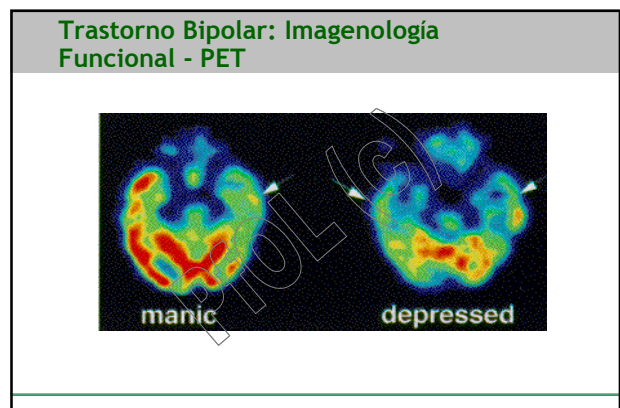 Trastorno Bipolar: Imagenología
Funcional - PET
manic
depressed